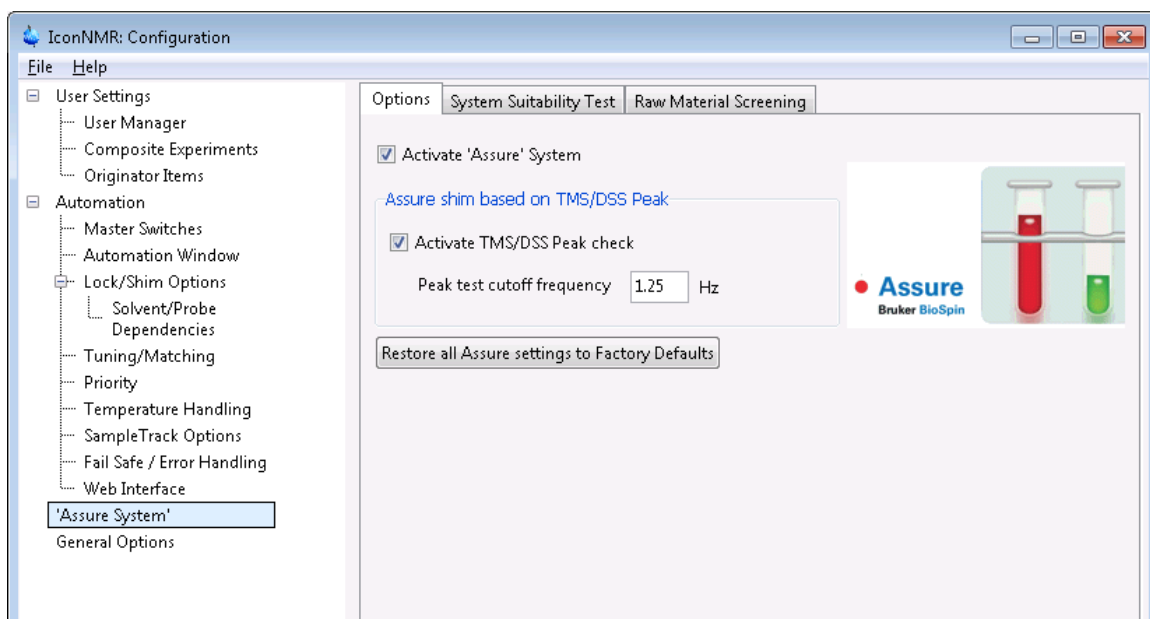 IconNMR: Configuration
File Help
User Settings
User Manager
Composite Experiments
Originator Items
Automation
Master Switches
Automation Window
Lock/Shim Options
Solvent/Probe
Dependencies
Tuning/Matching
Priority
Temperature Handling
SampleTrack Options
Fail Safe / Error Handling
Web Interface
'Assure System'
General Options
Options System Suitability Test Raw Material Screening
Activate 'Assure' System
Assure shim based on TMS/DSS Peak
Activate TMS/DSS Peak check
Peak test cutoff frequency 1.25 Hz
Restore all Assure settings to Factory Defaults
Assure
Bruker BioSpin